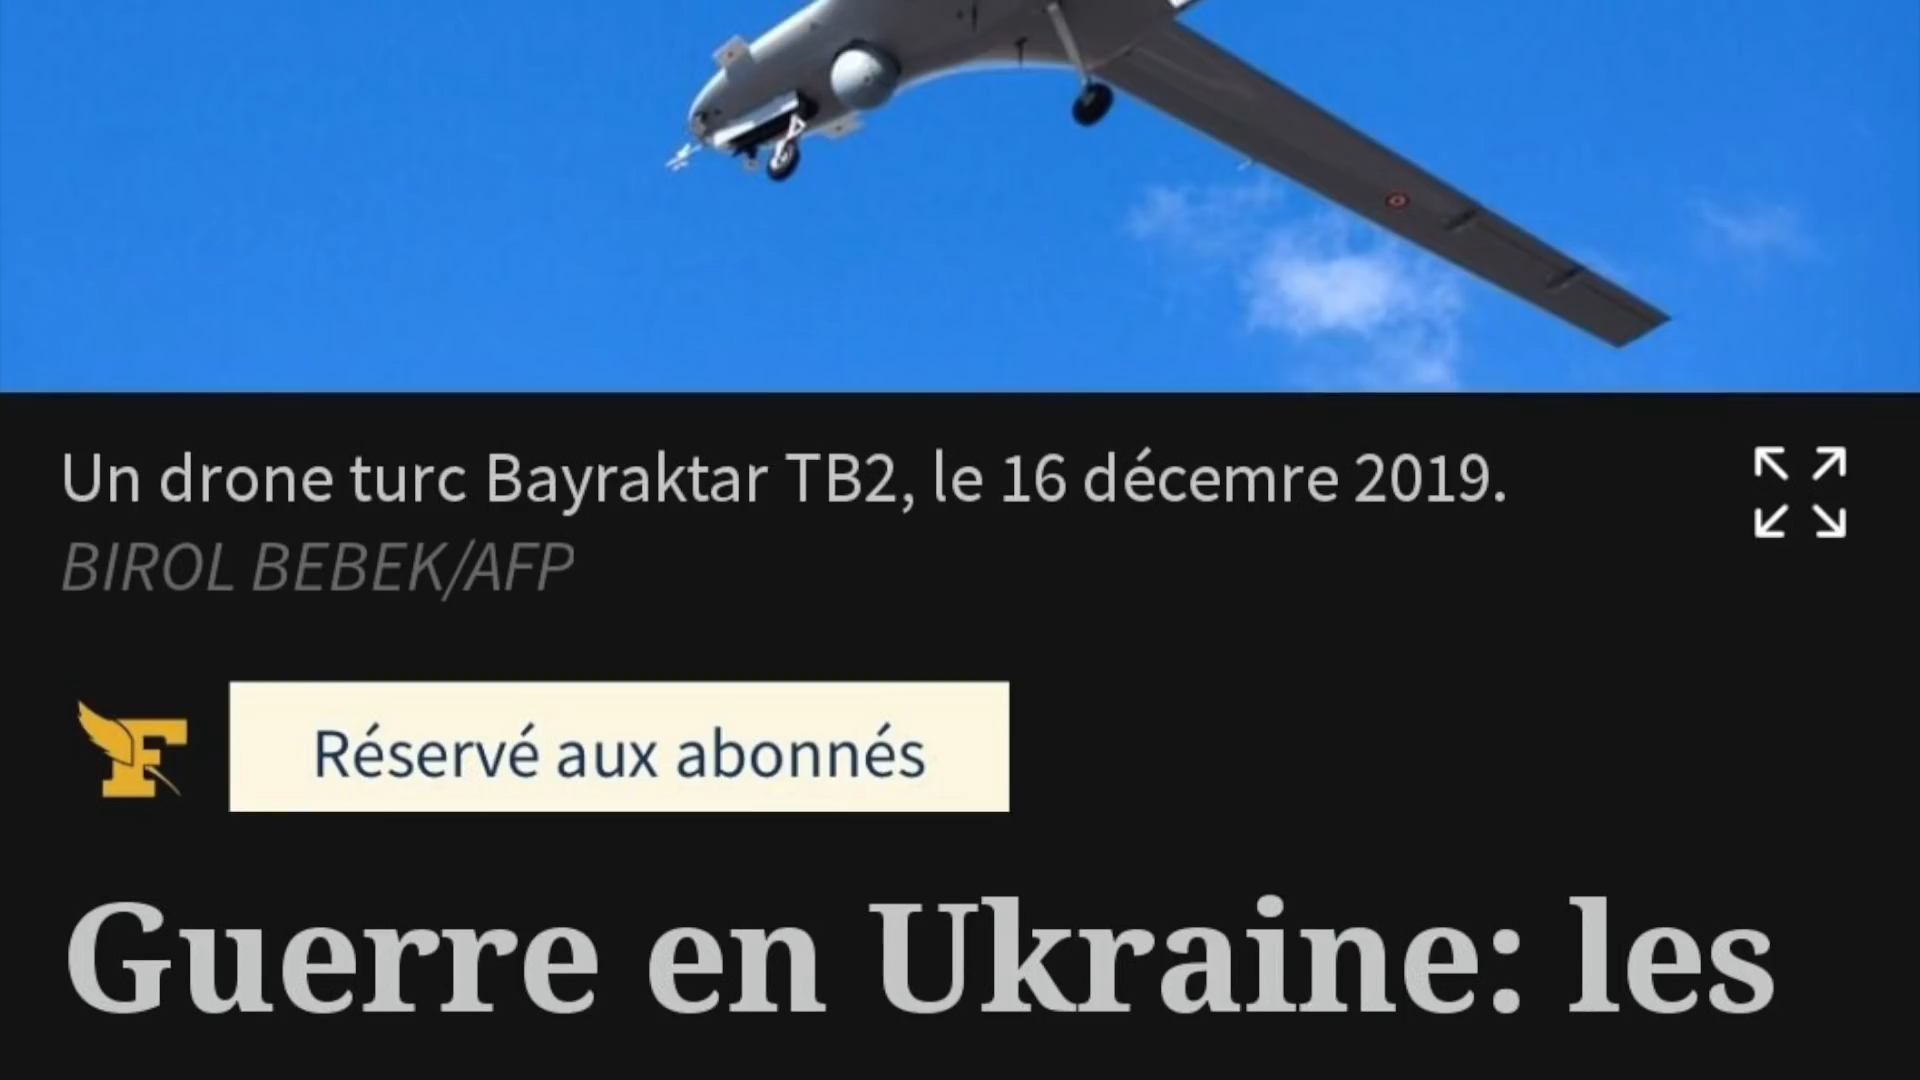 Un drone turc Bayraktar TB2, le 16 décemre 2019.
BIROL BEBEK/AFP
F
Réservé aux abonnés
Guerre en Ukraine: les